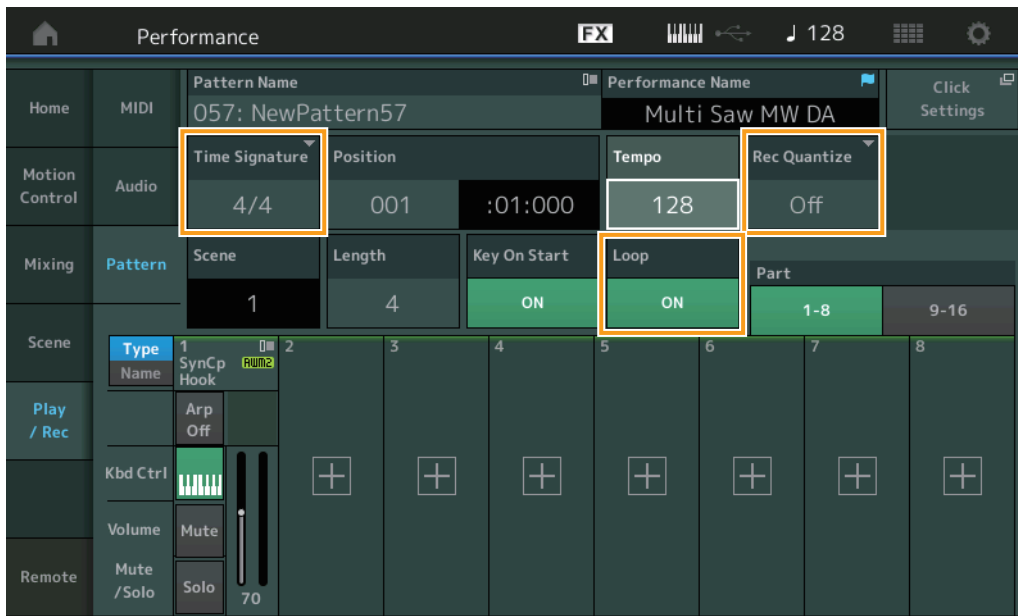 Performance FX 128
Pattern Name Performance Name Click Settings
057: NewPattern57 Multi Saw MW DA
Home MIDI
Time Signature Position Tempo Rec Quantize
Motion Control Audio
4/4 001 :01:000 128 Off
Mixing Pattern
Scene Length Key On Start Loop Part
1 4 ON ON 1-8 9-16
Scene Type 1 2 3 4 5 6 7 8
Name SynCp Hook AWM2
Play / Rec Arp Off
Kbd Ctrl
Volume Mute
Remote Mute /Solo Solo 70